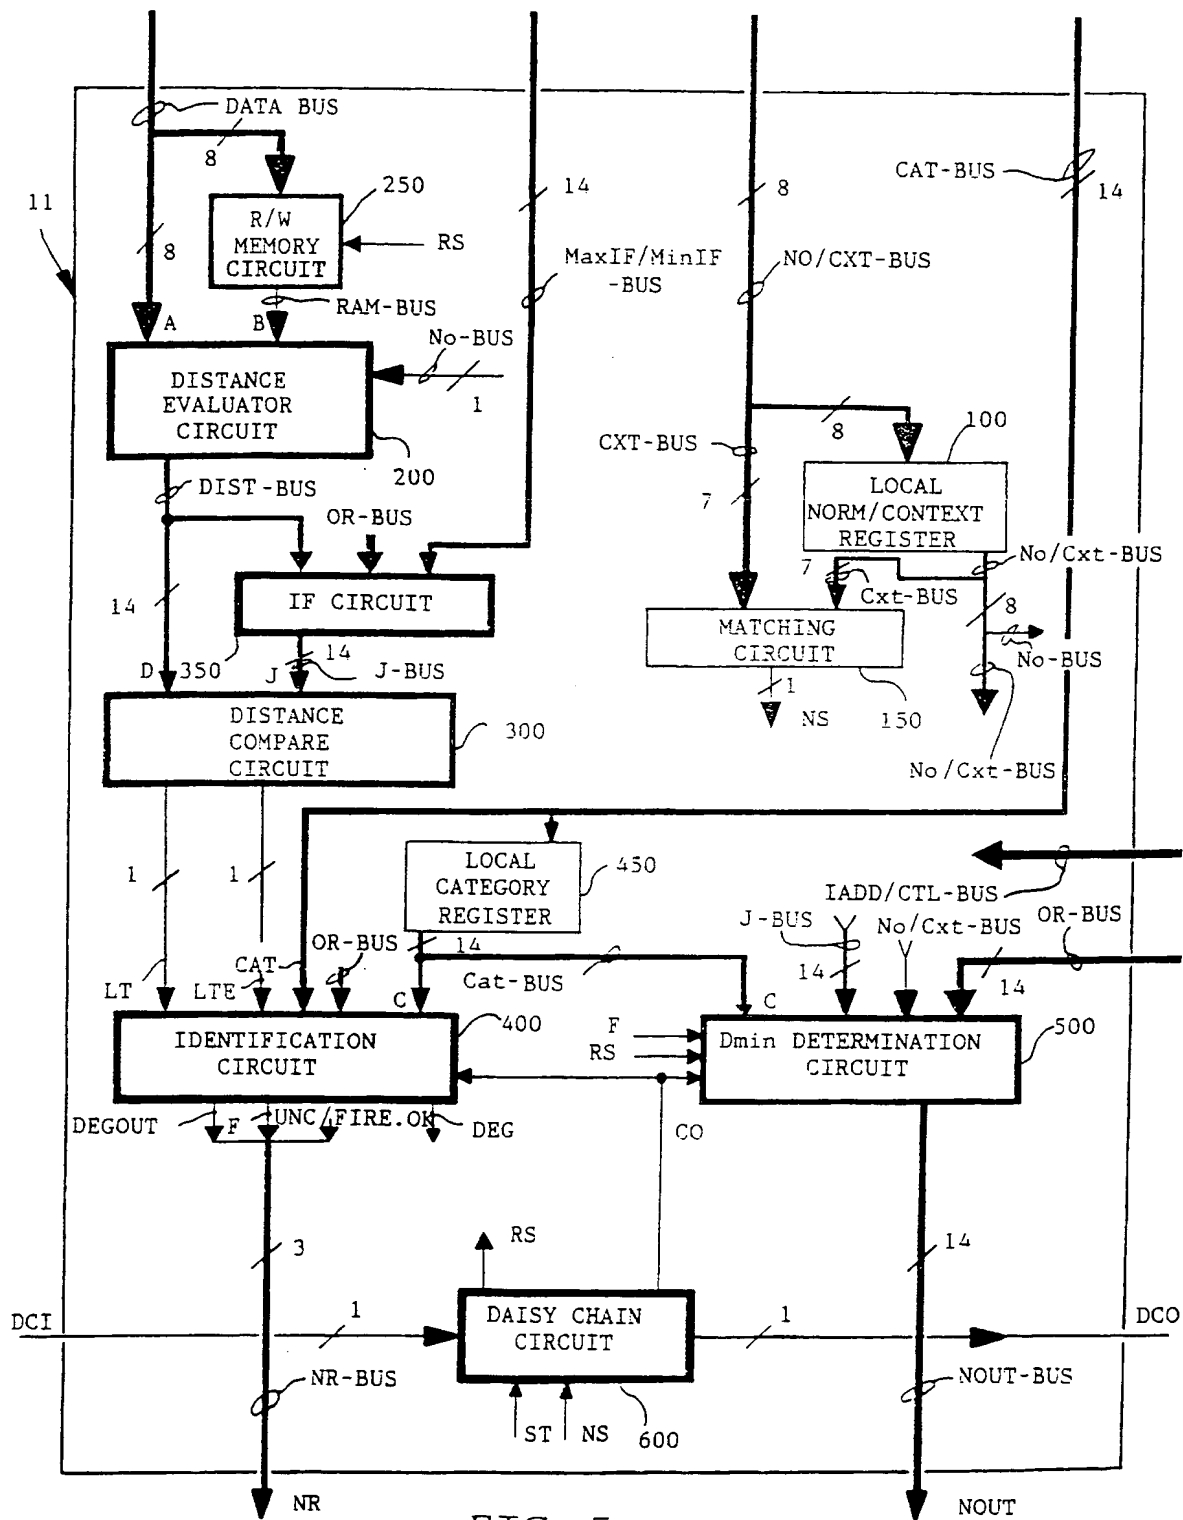 DATA BUS
8
250
8
14
CAT-BUS
14
11
R/W
MEMORY
CIRCUIT
RS
8
MaxIF/MinIF
-BUS
NO/CXT-BUS
RAM-BUS
A
B
No-BUS
1
DISTANCE
EVALUATOR
CIRCUIT
200
8
100
CXT-BUS
7
LOCAL
NORM/CONTEXT
REGISTER
DIST-BUS
OR-BUS
No/Cxt-BUS
7
Cxt-BUS
8
14
IF CIRCUIT
MATCHING
CIRCUIT
No-BUS
D
350
J
14
J-BUS
1
NS
150
DISTANCE
COMPARE
CIRCUIT
300
No/Cxt-BUS
1
1
LOCAL
CATEGORY
REGISTER
450
IADD/CTL-BUS
J-BUS
No/Cxt-BUS
OR-BUS
OR-BUS
14
CAT
Cat-BUS
14
14
LT
LTE
C
C
IDENTIFICATION
CIRCUIT
400
F
RS
Dmin DETERMINATION
CIRCUIT
500
DEGOUT
F
UNC/FIRE.OK
DEG
CO
3
RS
14
DCI
1
DAISY CHAIN
CIRCUIT
1
DCO
NR-BUS
NOUT-BUS
ST
NS
600
NR
NOUT